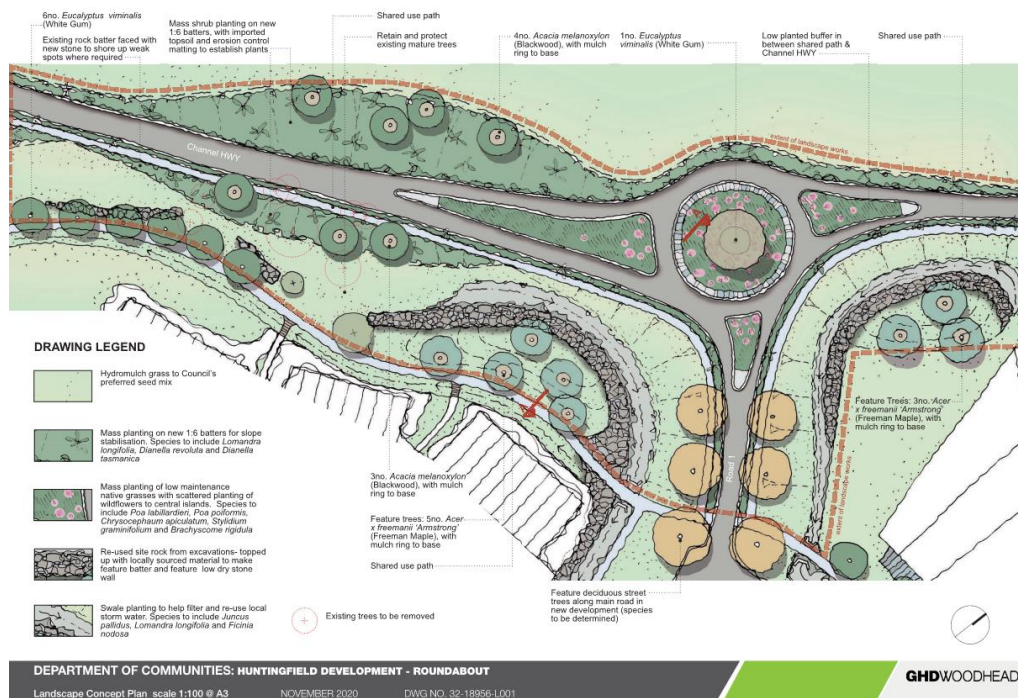 6no. Eucalyptus viminalis
(White Gum)
Existing rock batter faced with
new stone to shore up weak
spots where required
Mass shrub planting on new
1:6 batters, with imported
topsoil and erosion control
matting to establish plants
Shared use path
Retain and protect
existing mature trees
4no. Acacia melanoxylon
(Blackwood), with mulch
ring to base
1no. Eucalyptus
viminalis (White Gum)
Low planted buffer in
between shared path &
Channel HWY
Shared use path
Channel HWY
extent of landscape works
DRAWING LEGEND
Hydromulch grass to Council's
preferred seed mix
Mass planting on new 1:6 batters for slope
stabilisation. Species to include Lomandra
longifolia, Dianella revoluta and Dianella
tasmanica
Mass planting of low maintenance
native grasses with scattered planting of
wildflowers to central islands. Species to
include Poa labillardieri, Poa poiformis,
Chrysocephaum apiculatum, Stylidium
graminifolium and Brachyscome rigidula
Re-used site rock from excavations- topped
up with locally sourced material to make
feature batter and feature low dry stone
wall
Swale planting to help filter and re-use local
storm water. Species to include Juncus
pallidus, Lomandra longifolia and Ficinia
nodosa
Existing trees to be removed
3no. Acacia melanoxylon
(Blackwood), with mulch
ring to base
Feature trees: 5no. Acer
x freemanii 'Armstrong'
(Freeman Maple), with
mulch ring to base
Shared use path
Road 1
Feature deciduous street
trees along main road in
new development (species
to be determined)
Feature Trees: 3no. Acer
x freemanii 'Armstrong'
(Freeman Maple), with
mulch ring to base
extent of landscape works
DEPARTMENT OF COMMUNITIES: HUNTINGFIELD DEVELOPMENT - ROUNDABOUT
Landscape Concept Plan scale 1:100 @ A3 NOVEMBER 2020 DWG NO. 32-18956-L001
GHDWOODHEAD